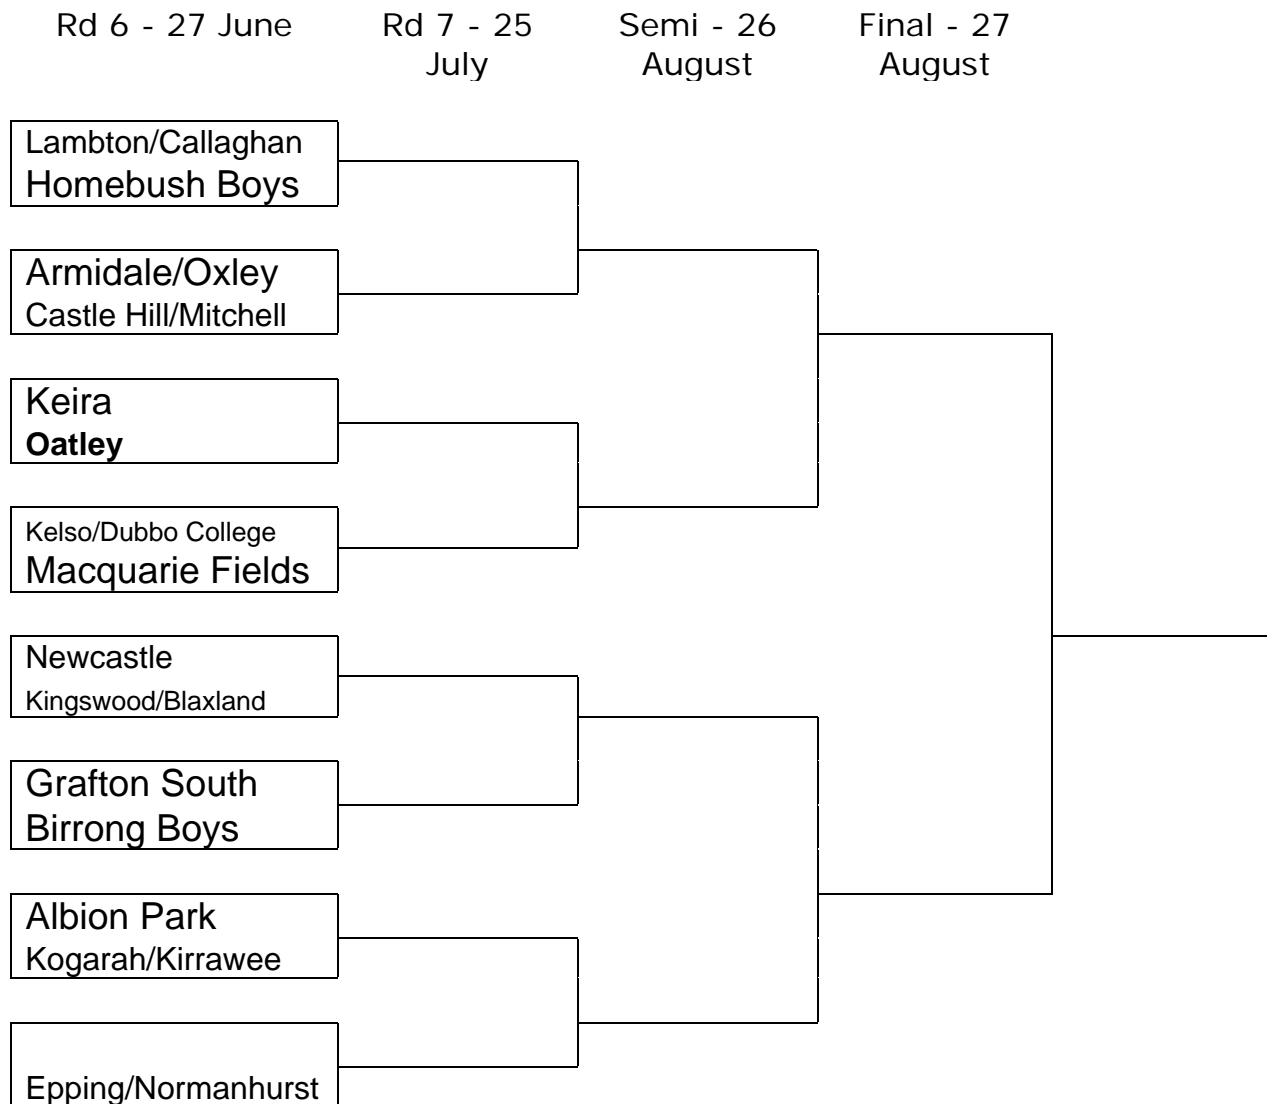 Rd 6 - 27 June
Rd 7 - 25
July
Semi - 26
August
Final - 27
August
Lambton/Callaghan
Homebush Boys
Armidale/Oxley
Castle Hill/Mitchell
Keira
Oatley
Kelso/Dubbo College
Macquarie Fields
Newcastle
Kingswood/Blaxland
Grafton South
Birrong Boys
Albion Park
Kogarah/Kirrawee
Epping/Normanhurst